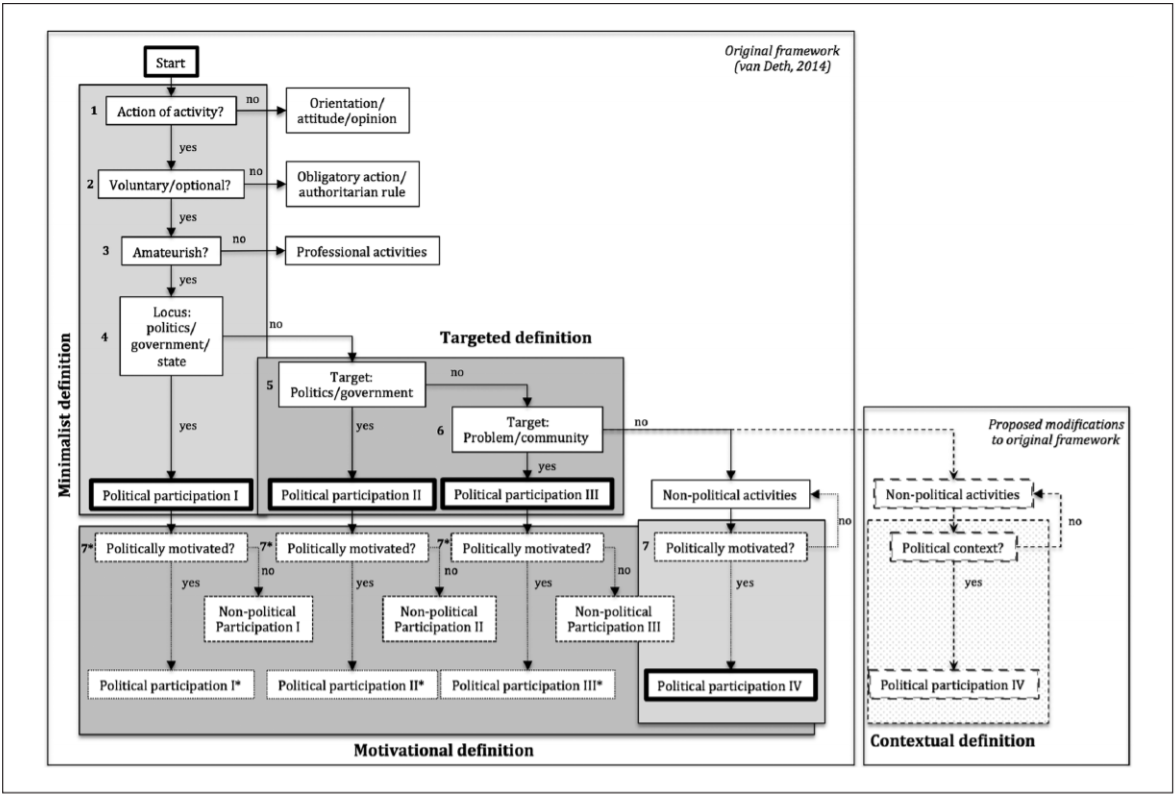 Original framework
(van Deth, 2014)
Start
1
Action of activity?
no
Orientation/
attitude/opinion
yes
2
Voluntary/optional?
no
Obligatory action/
authoritarian rule
yes
3
Amateurish?
no
Professional activities
yes
4
Locus:
politics/
government/
state
no
Minimalist definition
Targeted definition
5
Target:
Politics/government
no
yes
6
Target:
Problem/community
no
yes
yes
Proposed modifications
to original framework
Political participation I
Political participation II
Political participation III
Non-political activities
Non-political activities
no
no
7*
Politically motivated?
7*
Politically motivated?
7*
Politically motivated?
7
Politically motivated?
Political context?
yes
no
yes
no
yes
no
yes
yes
Non-political
Participation I
Non-political
Participation II
Non-political
Participation III
Political participation I*
Political participation II*
Political participation III*
Political participation IV
Political participation IV
Motivational definition
Contextual definition